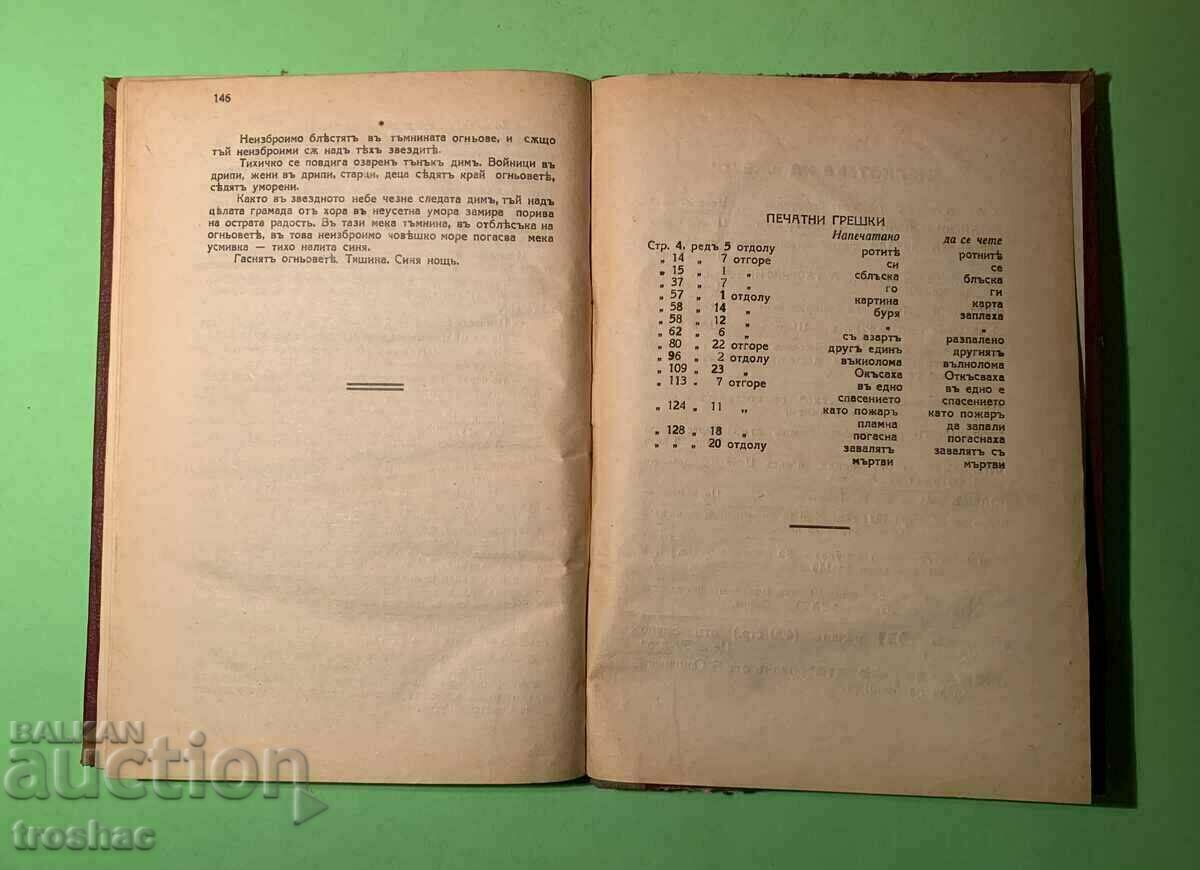 146
*
Неизброимо блѣстятъ въ тъмнината огньове, и сѫщо
тъй неизброими сѫ надъ тѣхъ звездитѣ.
Тихичко се повдига озаренъ тънъкъ димъ. Войници въ
дрипи, жени въ дрипи, старци, деца сѣдятъ край огньоветѣ,
сѣдятъ уморени.
Както въ звездното небе чезне следата димъ, тъй надъ
цѣлата грамада отъ хора въ неусетна умора замира порива
на острата радость. Въ тази мека тъмнина, въ отблѣсъка на
огньоветѣ, въ това неизброимо човѣшко море погасва мека
усмивка — тихо налита синя.
Гаснятъ огньоветѣ. Тишина. Синя нощь.
ПЕЧАТНИ ГРЕШКИ
Напечатано да се чете
Стр. 4, редъ 5 отдолу ротитѣ ротнитѣ
„ 14 „ 7 отгоре си се
„ 15 „ 1 „ сблъска блъска
„ 37 „ 7 „ го ги
„ 57 „ 1 отдолу картина карта
„ 58 „ 14 „ буря заплаха
„ 58 „ 12 „ „ „
„ 62 „ 6 „ съ азартъ разпалено
„ 80 „ 22 отгоре другъ единъ другиятъ
„ 96 „ 2 отдолу въкнолома вълнолома
„ 109 „ 23 „ Окъсаха Откъсваха
„ 113 „ 7 отгоре въ едно въ едно е
спасението спасението
„ 124 „ 11 „ като пожаръ като пожаръ
пламна да запали
„ 128 „ 18 „ погасна погаснаха
„ „ „ 20 отдолу завалятъ завалятъ съ
мъртви мъртви
BALKAN
auction
troshac